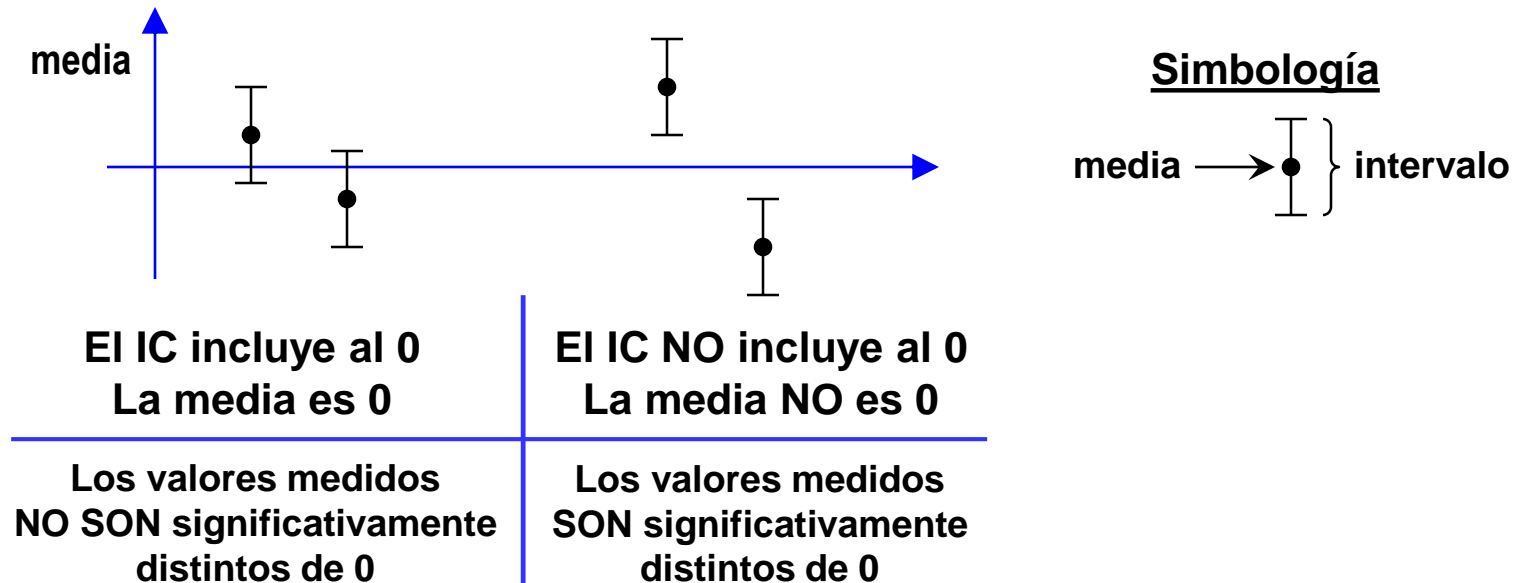 media
Simbología
media
intervalo
El IC incluye al 0
La media es 0
El IC NO incluye al 0
La media NO es 0
Los valores medidos
NO SON significativamente
distintos de 0
Los valores medidos
SON significativamente
distintos de 0